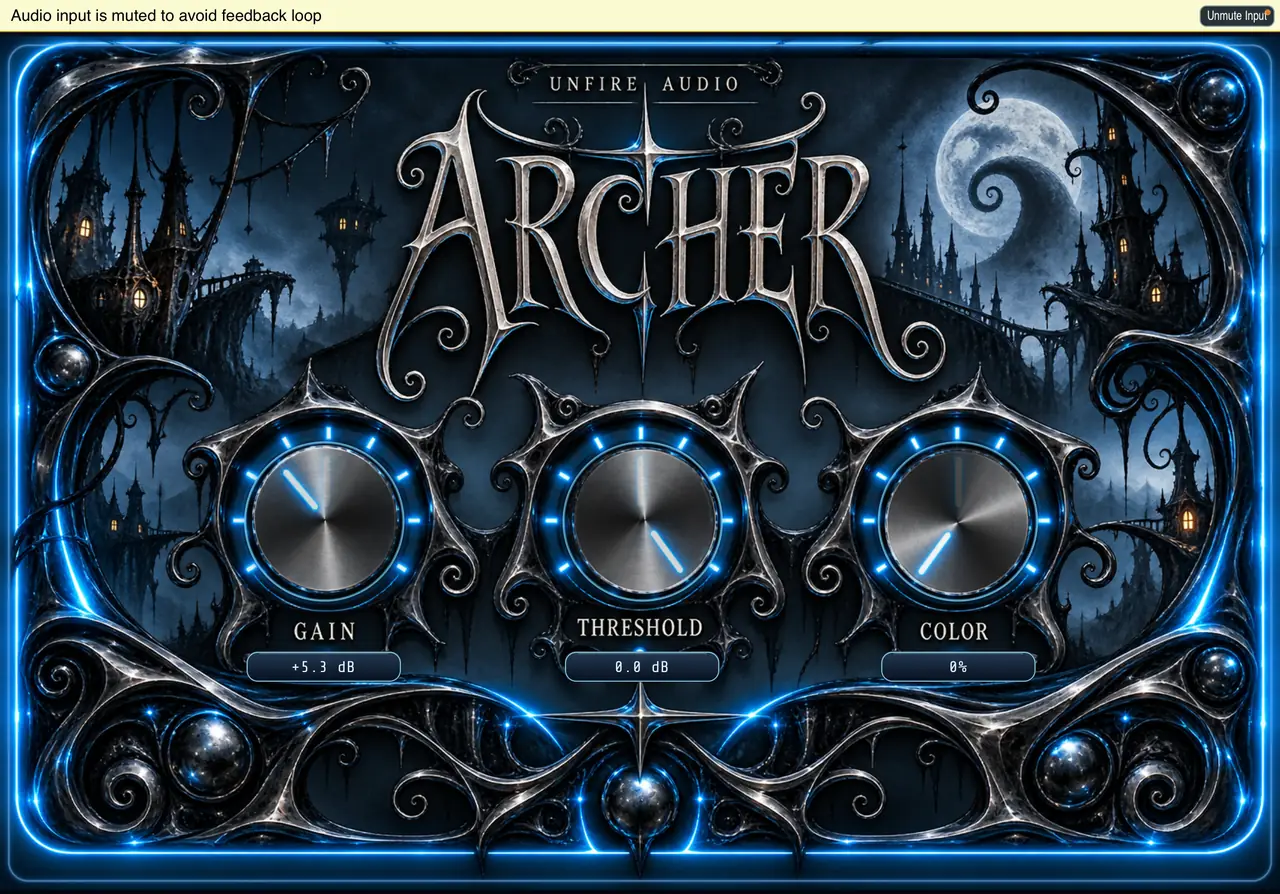 Audio input is muted to avoid feedback loop
Unmute Input
UNFIRE AUDIO
ARCHER
GAIN
THRESHOLD
COLOR
+5.3 dB
0.0 dB
0%